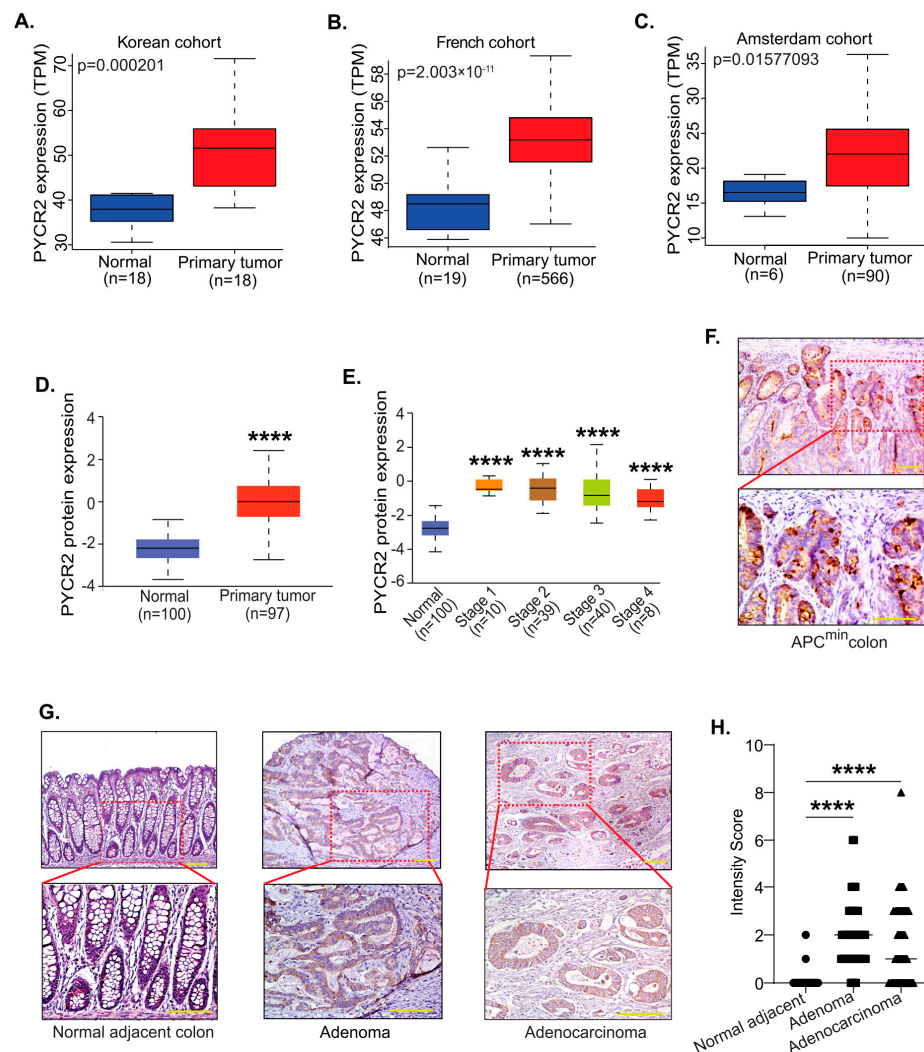 A.
Korean cohort
p=0.000201
PYCR2 expression (TPM)
70
60
50
40
30
Normal
(n=18)
Primary tumor
(n=18)
B.
French cohort
p=2.003×10⁻¹¹
PYCR2 expression (TPM)
58
56
54
52
50
48
46
Normal
(n=19)
Primary tumor
(n=566)
C.
Amsterdam cohort
p=0.01577093
PYCR2 expression (TPM)
35
30
25
20
15
10
Normal
(n=6)
Primary tumor
(n=90)
D.
PYCR2 protein expression
4
2
0
-2
-4
****
Normal
(n=100)
Primary tumor
(n=97)
E.
PYCR2 protein expression
4
2
0
-2
-4
-6
****
****
****
****
Normal
(n=100)
Stage 1
(n=10)
Stage 2
(n=39)
Stage 3
(n=40)
Stage 4
(n=8)
F.
APCᵐⁱⁿ colon
G.
Normal adjacent colon
Adenoma
Adenocarcinoma
H.
Intensity Score
10
8
6
4
2
0
****
****
Normal adjacent
Adenoma
Adenocarcinoma